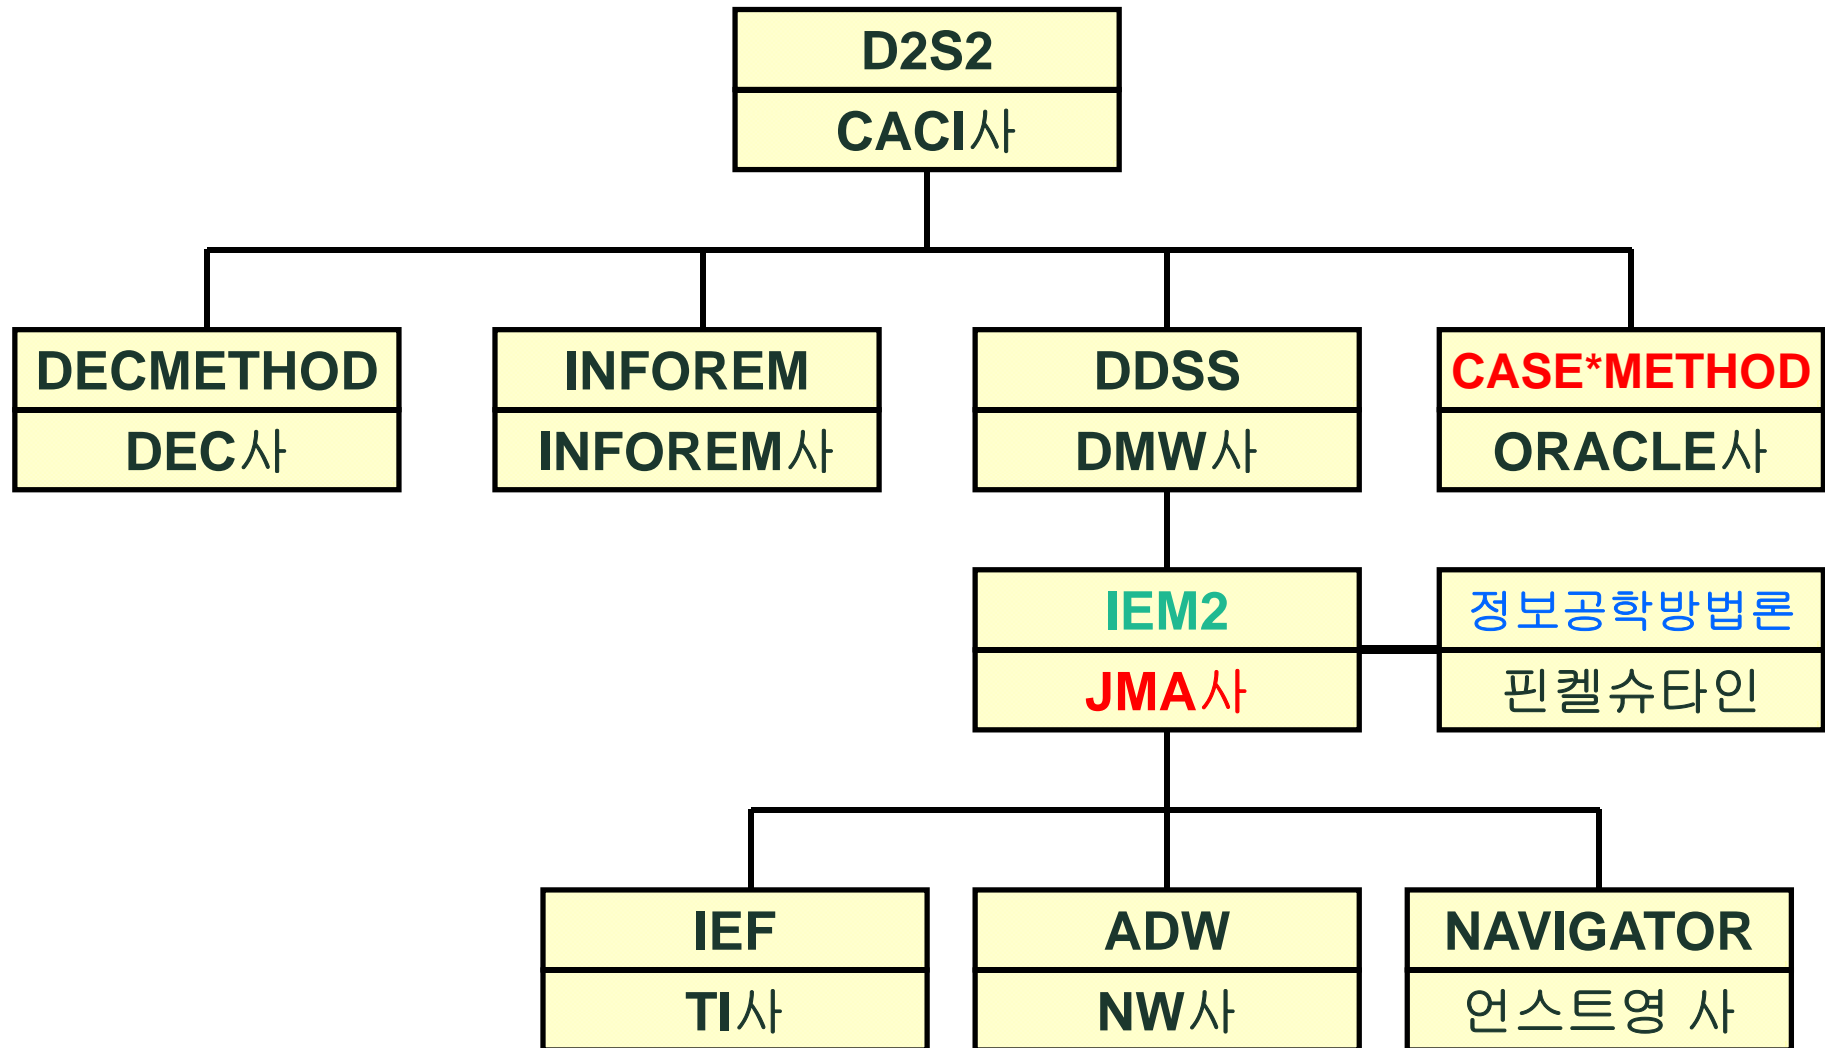 D2S2
CACI사
DECMETHOD
DEC사
INFOREM
INFOREM사
DDSS
DMW사
CASE*METHOD
ORACLE사
IEM2
JMA사
정보공학방법론
핀켈슈타인
IEF
TI사
ADW
NW사
NAVIGATOR
언스트영 사